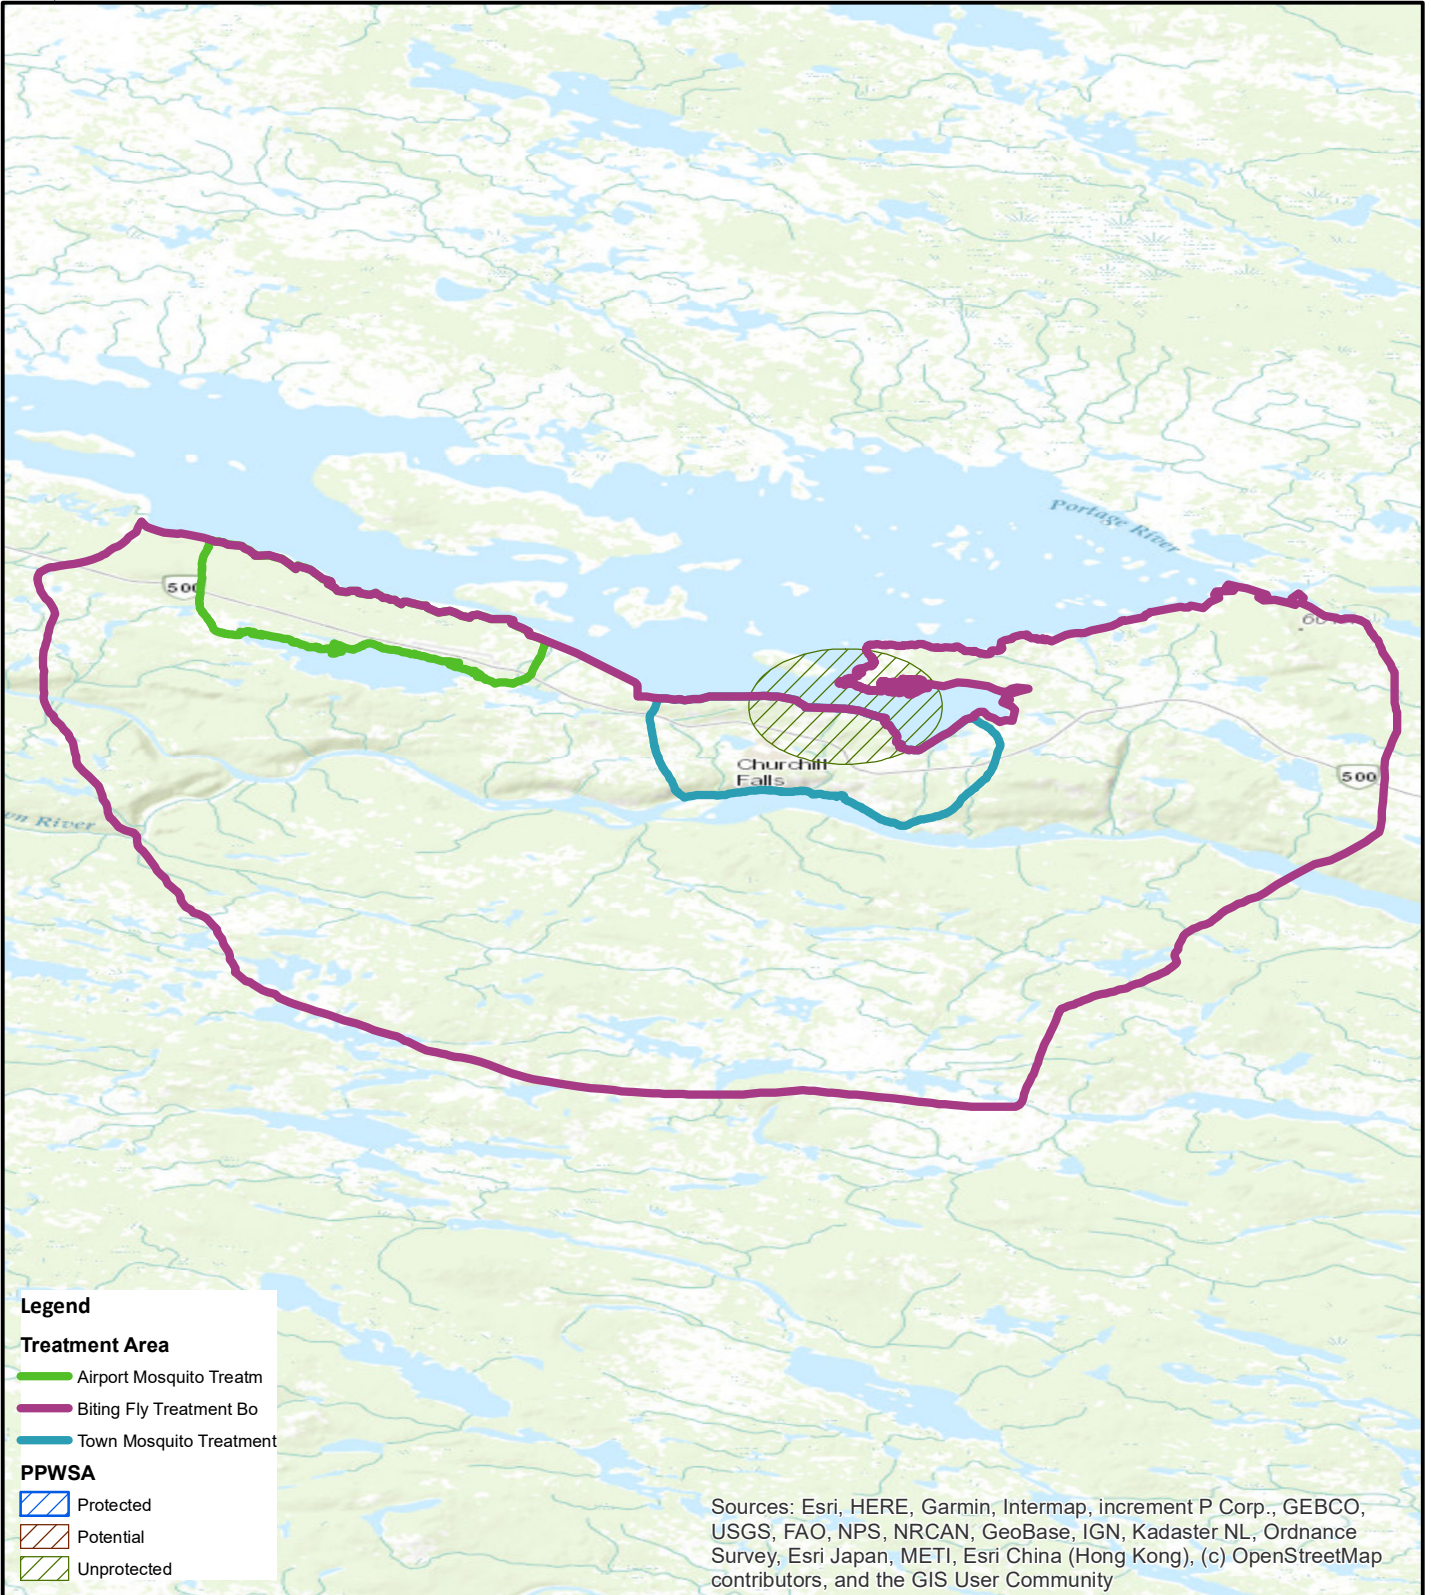 Portage River
500
Churchill
Falls
500
River
Legend
Treatment Area
Airport Mosquito Treatm
Biting Fly Treatment Bo
Town Mosquito Treatment
PPWSA
Protected
Potential
Unprotected
Sources: Esri, HERE, Garmin, Intermap, increment P Corp., GEBCO,
USGS, FAO, NPS, NRCAN, GeoBase, IGN, Kadaster NL, Ordnance
Survey, Esri Japan, METI, Esri China (Hong Kong), (c) OpenStreetMap
contributors, and the GIS User Community